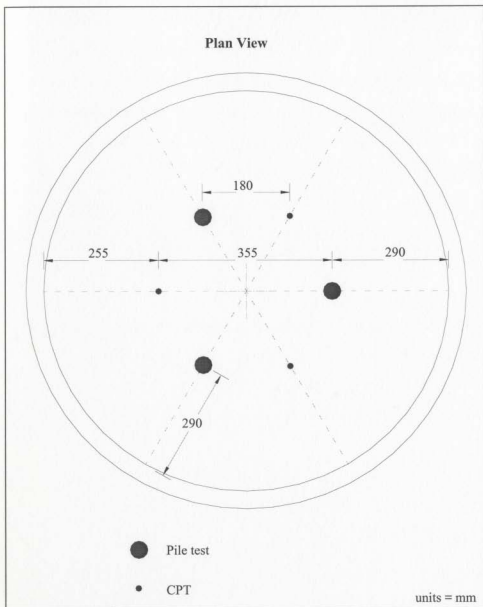 Plan View
180
255 355 290
290
Pile test
CPT
units = mm